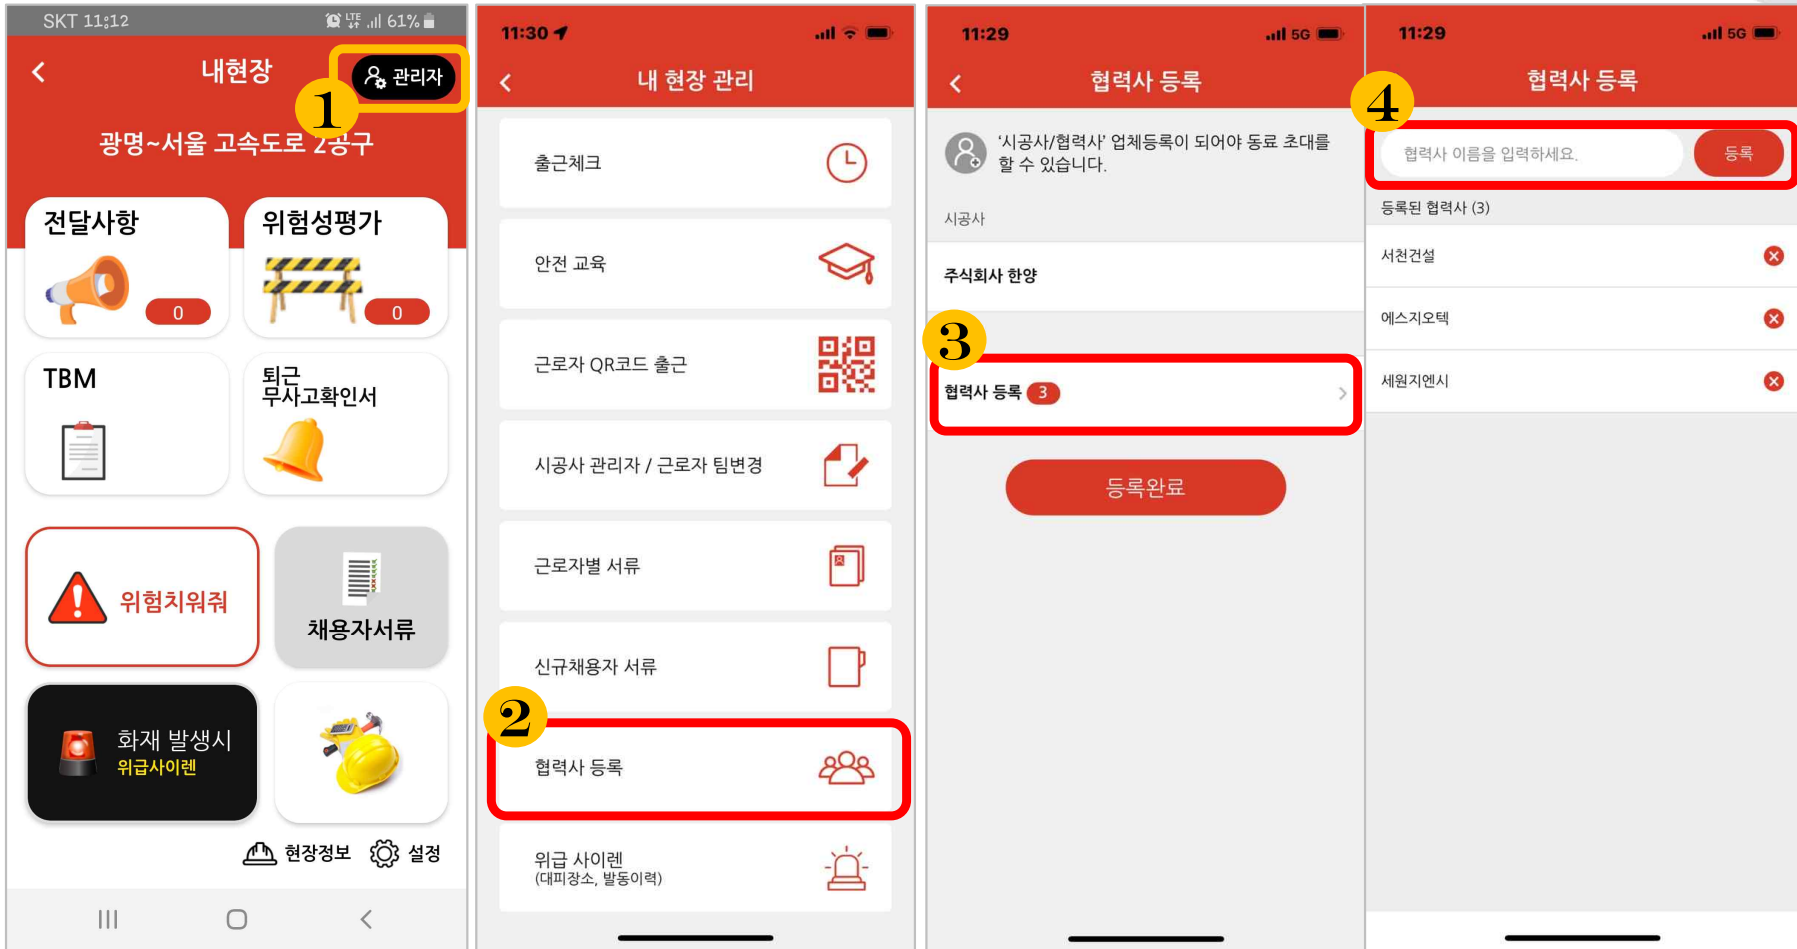 SKT 11:12
LTE 61%
내현장
관리자
1
광명~서울 고속도로 2공구
전달사항
0
위험성평가
0
TBM
퇴근
무사고확인서
위험치워줘
채용자서류
화재 발생시
위급사이렌
현장정보
설정
11:30
내 현장 관리
출근체크
안전 교육
근로자 QR코드 출근
시공사 관리자 / 근로자 팀변경
근로자별 서류
신규채용자 서류
2
협력사 등록
위급 사이렌
(대피장소, 발동이력)
11:29
5G
협력사 등록
‘시공사/협력사’ 업체등록이 되어야 동료 초대를
할 수 있습니다.
시공사
주식회사 한양
3
협력사 등록 3
등록완료
11:29
5G
협력사 등록
4
협력사 이름을 입력하세요.
등록
등록된 협력사 (3)
서천건설
에스지오텍
세원지엔시